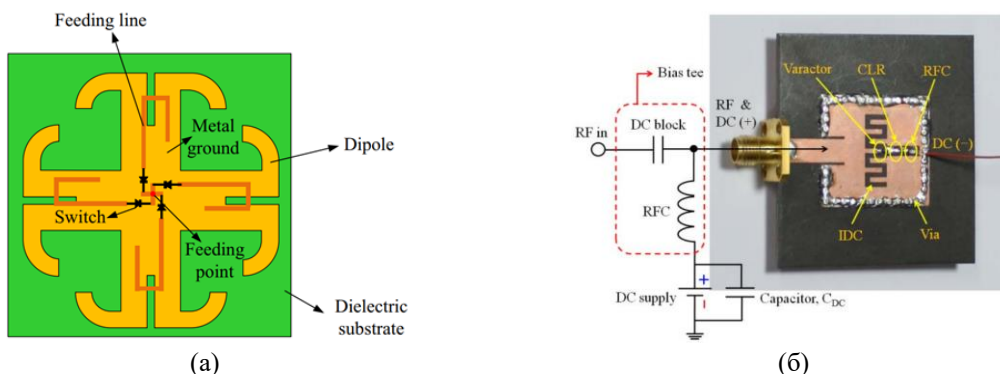 Feeding line
Metal
ground
Dipole
Switch
Feeding
point
Dielectric
substrate
(а)
Bias tee
RF in
DC block
RF &
DC (+)
RFC
DC supply
+
−
Capacitor, C_DC
Varactor
CLR
RFC
DC (−)
IDC
Via
(б)